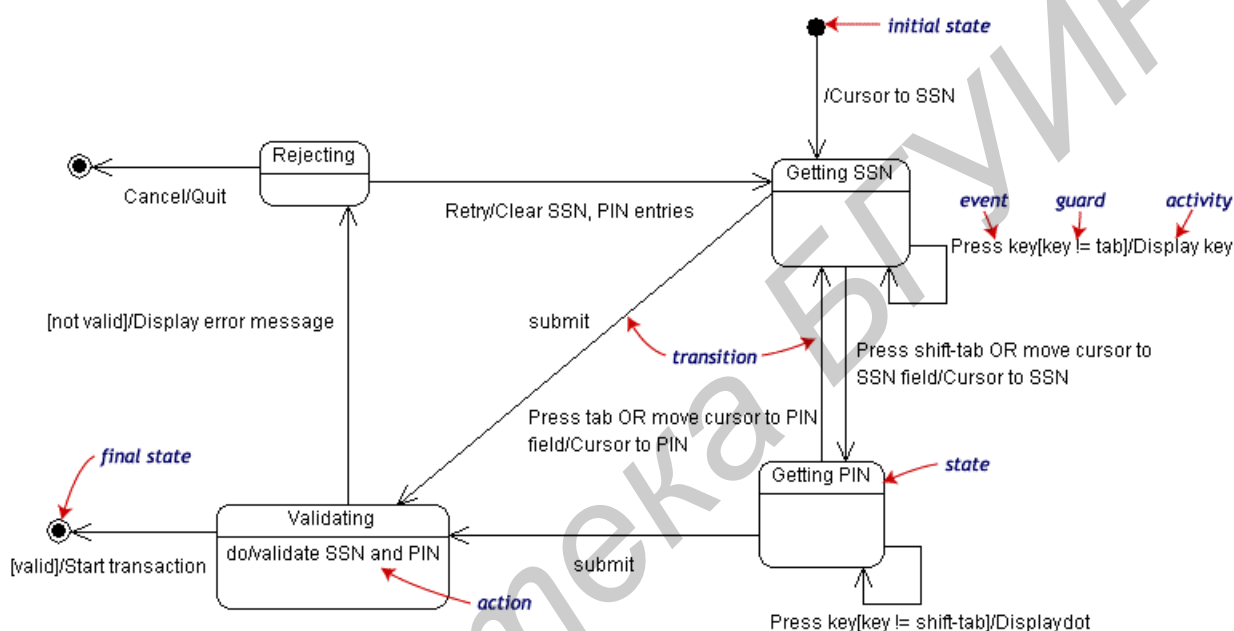 initial state
/Cursor to SSN
Rejecting
Getting SSN
Cancel/Quit
Retry/Clear SSN, PIN entries
event
guard
activity
Press key[key != tab]/Display key
[not valid]/Display error message
submit
transition
Press shift-tab OR move cursor to
SSN field/Cursor to SSN
Press tab OR move cursor to PIN
field/Cursor to PIN
final state
Getting PIN
state
Validating
do/validate SSN and PIN
[valid]/Start transaction
submit
action
Press key[key != shift-tab]/Displaydot
тека БГУИР